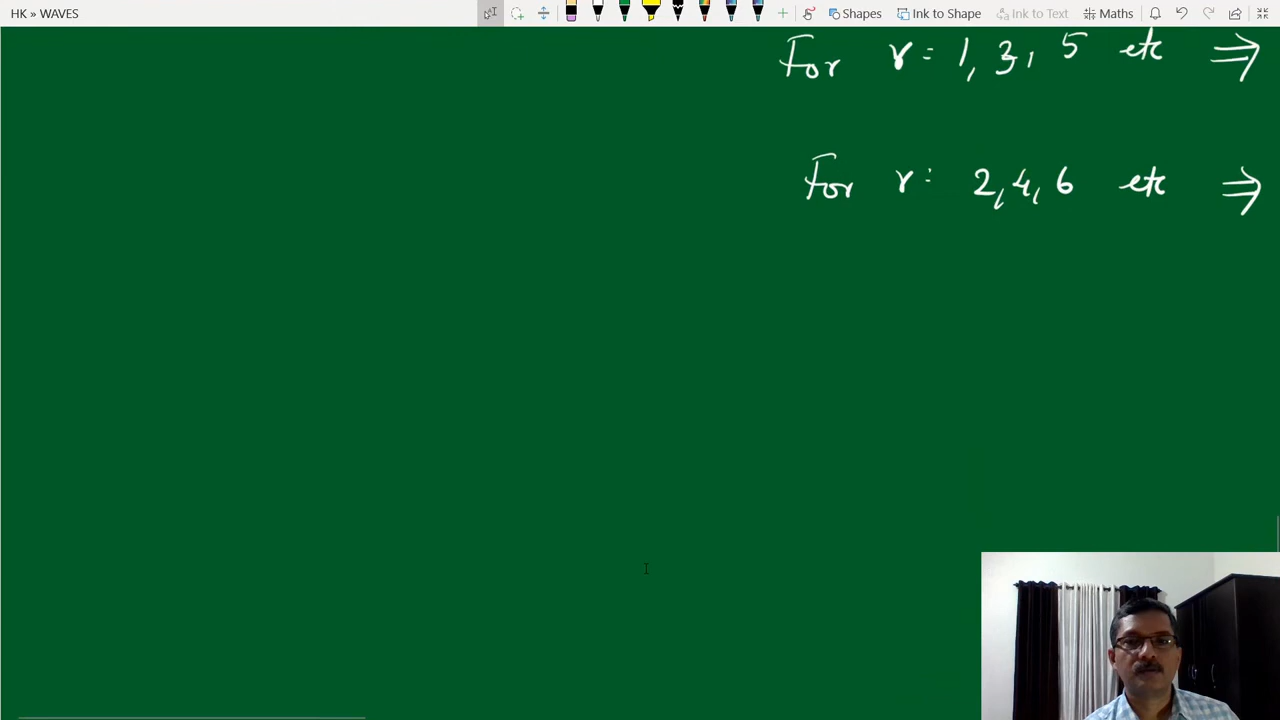 HK » WAVES
Shapes Ink to Shape Ink to Text Maths
For r = 1, 3, 5 etc ⇒
For r = 2, 4, 6 etc ⇒